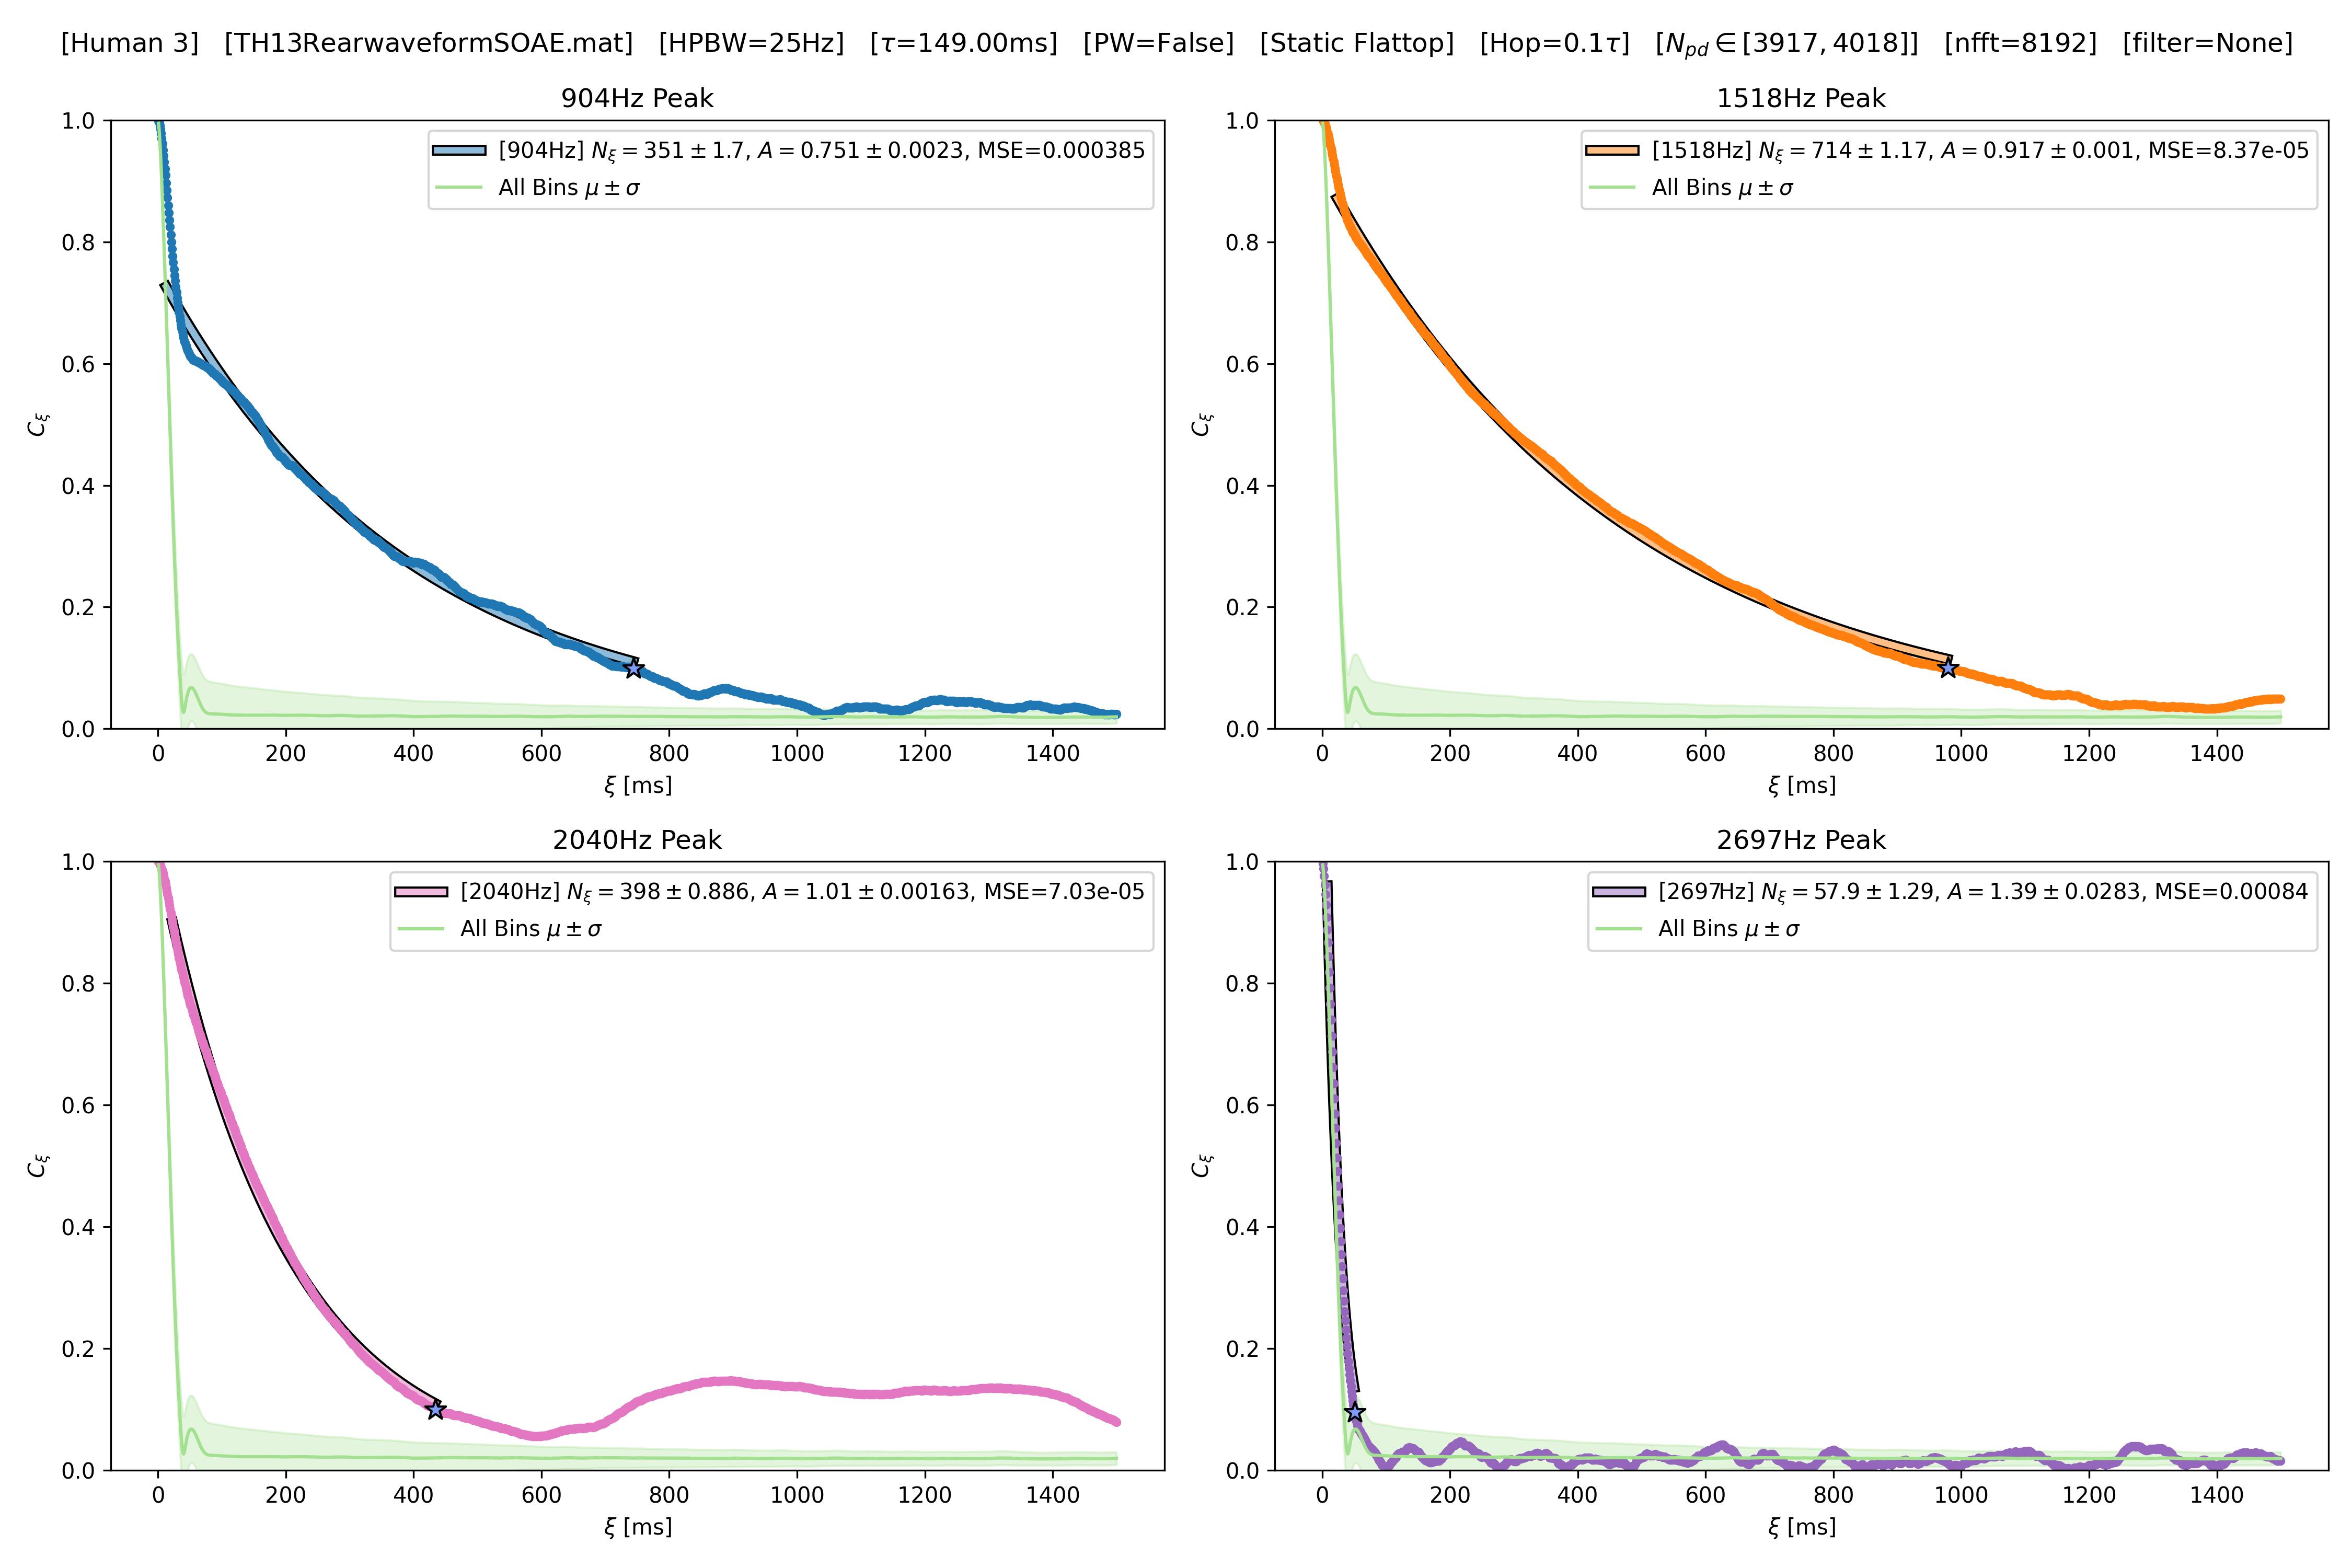 [Human 3] [TH13RearwaveformSOAE.mat] [HPBW=25Hz] [τ=149.00ms] [PW=False] [Static Flattop] [Hop=0.1τ] [N_pd ∈ [3917, 4018]] [nfft=8192] [filter=None]
904Hz Peak
1.0
0.8
0.6
0.4
0.2
0.0
C_ξ
[904Hz] N_ξ = 351 ± 1.7, A = 0.751 ± 0.0023, MSE=0.000385
All Bins μ ± σ
0 200 400 600 800 1000 1200 1400
ξ [ms]
1518Hz Peak
1.0
0.8
0.6
0.4
0.2
0.0
C_ξ
[1518Hz] N_ξ = 714 ± 1.17, A = 0.917 ± 0.001, MSE=8.37e-05
All Bins μ ± σ
0 200 400 600 800 1000 1200 1400
ξ [ms]
2040Hz Peak
1.0
0.8
0.6
0.4
0.2
0.0
C_ξ
[2040Hz] N_ξ = 398 ± 0.886, A = 1.01 ± 0.00163, MSE=7.03e-05
All Bins μ ± σ
0 200 400 600 800 1000 1200 1400
ξ [ms]
2697Hz Peak
1.0
0.8
0.6
0.4
0.2
0.0
C_ξ
[2697Hz] N_ξ = 57.9 ± 1.29, A = 1.39 ± 0.0283, MSE=0.00084
All Bins μ ± σ
0 200 400 600 800 1000 1200 1400
ξ [ms]